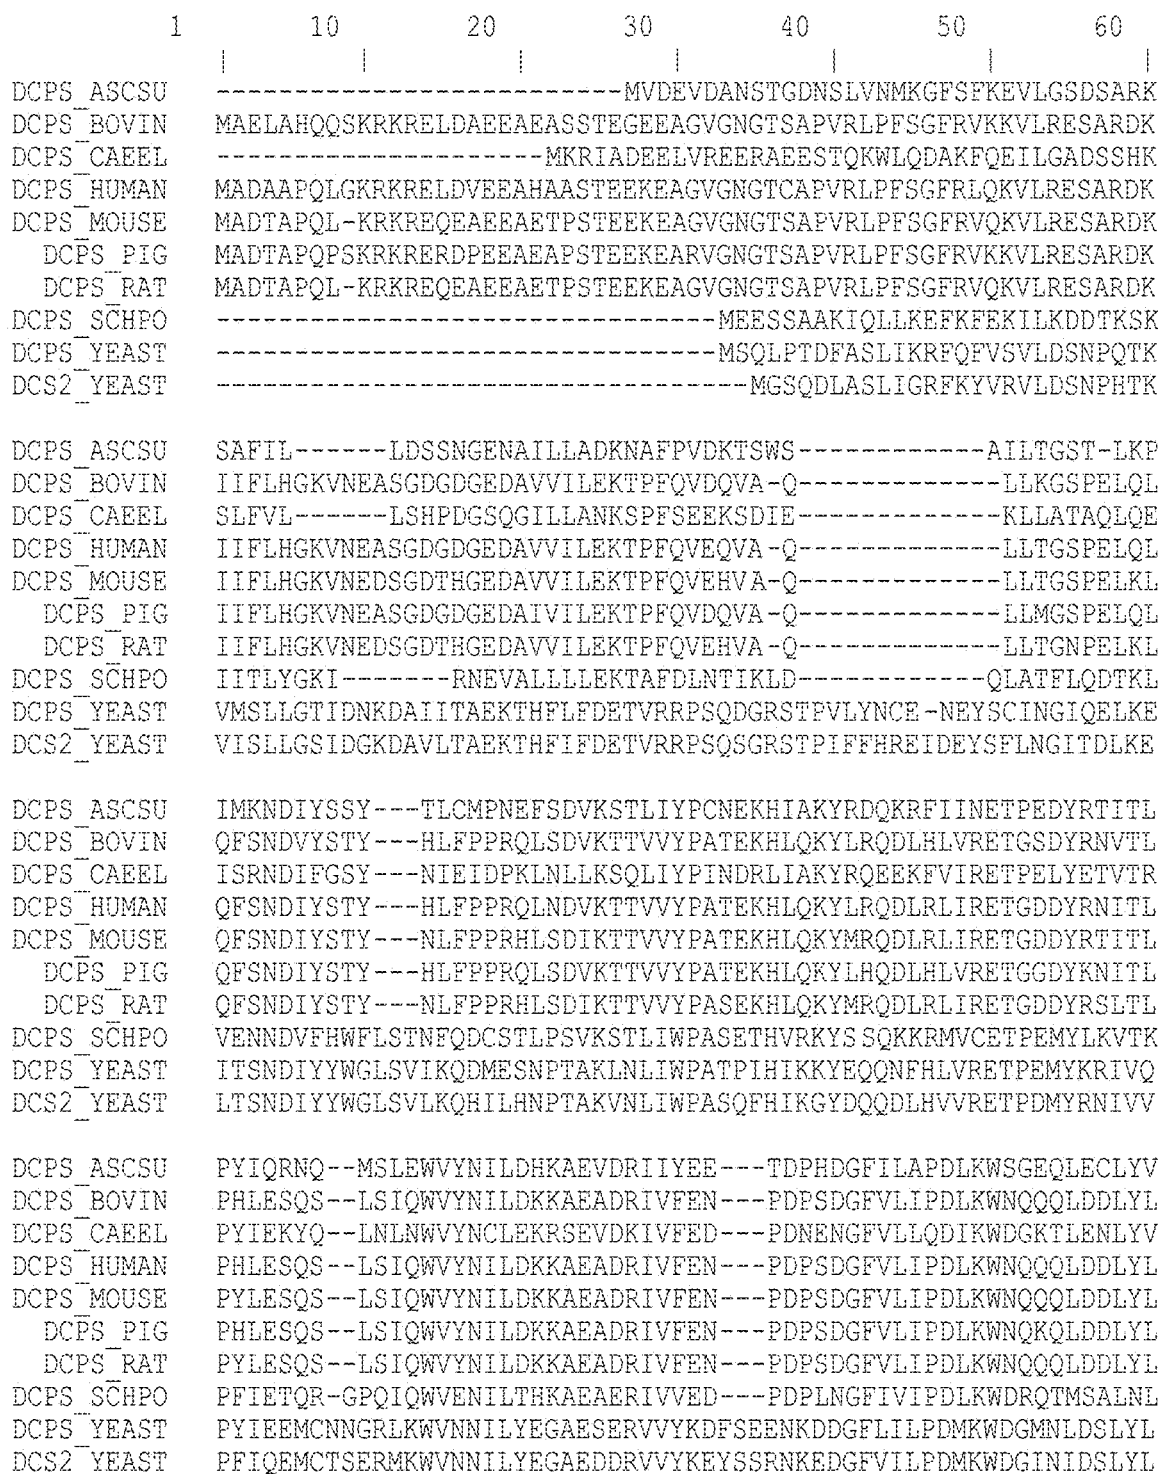 1 10 20 30 40 50 60
DCPS_ASCSU --------------------------MVDEVDANSTGDNSLVNMKGFSFKEVLGSDSARK
DCPS_BOVIN MAELAHQQSKRKRELDAEEAEASSTEGEEAGVGNGTSAPVRLPFSGFRVKKVLRESARDK
DCPS_CAEEL ---------------------MKRIADEELVREERAEESTQKWLQDAKFQEILGADSSHK
DCPS_HUMAN MADAAPQLGKRKRELDVEEAHAASTEEKEAGVGNGTCAPVRLPFSGFRLQKVLRESARDK
DCPS_MOUSE MADTAPQL-KRKREQEAEEAETPSTEEKEAGVGNGTSAPVRLPFSGFRVQKVLRESARDK
DCPS_PIG MADTAPQPSKRKRERDPEEAEAPSTEEKEARVGNGTSAPVRLPFSGFRVKKVLRESARDK
DCPS_RAT MADTAPQL-KRKREQEAEEAETPSTEEKEAGVGNGTSAPVRLPFSGFRVQKVLRESARDK
DCPS_SCHPO --------------------------------MEESSAAKIQLLKEFKFEKILKDDTKSK
DCPS_YEAST --------------------------------MSQLPTDFASLIKRFQFVSVLDSNPQTK
DCS2_YEAST ----------------------------------MGSQDLASLIGRFKYVRVLDSNPHTK
DCPS_ASCSU SAFIL------LDSSNGENAILLADKNAFPVDKTSWS------------AILTGST-LKP
DCPS_BOVIN IIFLHGKVNEASGDGDGEDAVVILEKTPFQVDQVA-Q-------------LLKGSPELQL
DCPS_CAEEL SLFVL------LSHPDGSQGILLANKSPFSEEKSDIE-------------KLLATAQLQE
DCPS_HUMAN IIFLHGKVNEASGDGDGEDAVVILEKTPFQVEQVA-Q-------------LLTGSPELQL
DCPS_MOUSE IIFLHGKVNEDSGDTHGEDAVVILEKTPFQVEHVA-Q-------------LLTGSPELKL
DCPS_PIG IIFLHGKVNEASGDGDGEDAIVILEKTPFQVDQVA-Q-------------LLMGSPELQL
DCPS_RAT IIFLHGKVNEDSGDTHGEDAVVILEKTPFQVEHVA-Q-------------LLTGNPELKL
DCPS_SCHPO IITLYGKI-------RNEVALLLLEKTAFDLNTIKLD------------QLATFLQDTKL
DCPS_YEAST VMSLLGTIDNKDAIITAEKTHFLFDETVRRPSQDGRSTPVLYNCE-NEYSCINGIQELKE
DCS2_YEAST VISLLGSIDGKDAVLTAEKTHFIFDETVRRPSQSGRSTPIFFHREIDEYSFLNGITDLKE
DCPS_ASCSU IMKNDIYSSY---TLCMPNEFSDVKSTLIYPCNEKHIAKYRDQKRFIINETPEDYRTITL
DCPS_BOVIN QFSNDVYSTY---HLFPPRQLSDVKTTVVYPATEKHLQKYLRQDLHLVRETGSDYRNVTL
DCPS_CAEEL ISRNDIFGSY---NIEIDPKLNLLKSQLIYPINDRLIAKYRQEEKFVIRETPELYETVTR
DCPS_HUMAN QFSNDIYSTY---HLFPPRQLNDVKTTVVYPATEKHLQKYLRQDLRLIRETGDDYRNITL
DCPS_MOUSE QFSNDIYSTY---NLFPPRHLSDIKTTVVYPATEKHLQKYMRQDLRLIRETGDDYRTITL
DCPS_PIG QFSNDIYSTY---HLFPPRQLSDVKTTVVYPATEKHLQKYLHQDLHLVRETGGDYKNITL
DCPS_RAT QFSNDIYSTY---NLFPPRHLSDIKTTVVYPASEKHLQKYMRQDLRLIRETGDDYRSLTL
DCPS_SCHPO VENNDVFHWFLSTNFQDCSTLPSVKSTLIWPASETHVRKYSSQKKRMVCETPEMYLKVTK
DCPS_YEAST ITSNDIYYWGLSVIKQDMESNPTAKLNLIWPATPIHIKKYEQQNFHLVRETPEMYKRIVQ
DCS2_YEAST LTSNDIYYWGLSVLKQHILHNPTAKVNLIWPASQFHIKGYDQQDLHVVRETPDMYRNIVV
DCPS_ASCSU PYIQRNQ--MSLEWVYNILDHKAEVDRIIYEE---TDPHDGFILAPDLKWSGEQLECLYV
DCPS_BOVIN PHLESQS--LSIQWVYNILDKKAEADRIVFEN---PDPSDGFVLIPDLKWNQQQLDDLYL
DCPS_CAEEL PYIEKYQ--LNLNWVYNCLEKRSEVDKIVFED---PDNENGFVLLQDIKWDGKTLENLYV
DCPS_HUMAN PHLESQS--LSIQWVYNILDKKAEADRIVFEN---PDPSDGFVLIPDLKWNQQQLDDLYL
DCPS_MOUSE PYLESQS--LSIQWVYNILDKKAEADRIVFEN---PDPSDGFVLIPDLKWNQQQLDDLYL
DCPS_PIG PHLESQS--LSIQWVYNILDKKAEADRIVFEN---PDPSDGFVLIPDLKWNQKQLDDLYL
DCPS_RAT PYLESQS--LSIQWVYNILDKKAEADRIVFEN---PDPSDGFVLIPDLKWNQQQLDDLYL
DCPS_SCHPO PFIETQR-GPQIQWVENILTHKAEAERIVVED---PDPLNGFIVIPDLKWDRQTMSALNL
DCPS_YEAST PYIEEMCNNGRLKWVNNILYEGAESERVVYKDFSEENKDDGFLILPDMKWDGMNLDSLYL
DCS2_YEAST PFIQEMCTSERMKWVNNILYEGAEDDRVVYKEYSSRNKEDGFVILPDMKWDGINIDSLYL